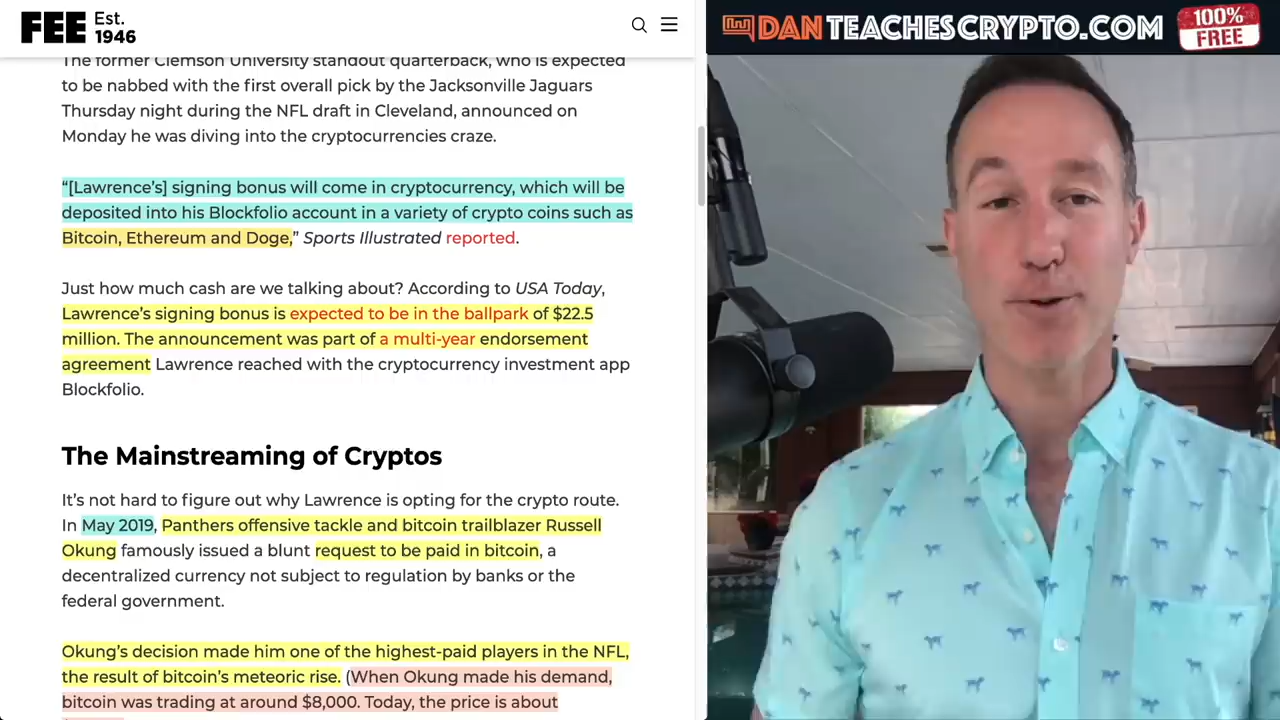 FEE Est.
1946
The former Clemson University standout quarterback, who is expected
to be nabbed with the first overall pick by the Jacksonville Jaguars
Thursday night during the NFL draft in Cleveland, announced on
Monday he was diving into the cryptocurrencies craze.
“[Lawrence’s] signing bonus will come in cryptocurrency, which will be
deposited into his Blockfolio account in a variety of crypto coins such as
Bitcoin, Ethereum and Doge,” Sports Illustrated reported.
Just how much cash are we talking about? According to USA Today,
Lawrence’s signing bonus is expected to be in the ballpark of $22.5
million. The announcement was part of a multi-year endorsement
agreement Lawrence reached with the cryptocurrency investment app
Blockfolio.
The Mainstreaming of Cryptos
It’s not hard to figure out why Lawrence is opting for the crypto route.
In May 2019, Panthers offensive tackle and bitcoin trailblazer Russell
Okung famously issued a blunt request to be paid in bitcoin, a
decentralized currency not subject to regulation by banks or the
federal government.
Okung’s decision made him one of the highest-paid players in the NFL,
the result of bitcoin’s meteoric rise. (When Okung made his demand,
bitcoin was trading at around $8,000. Today, the price is about
DANTEACHESCRYPTO.COM
100%
FREE